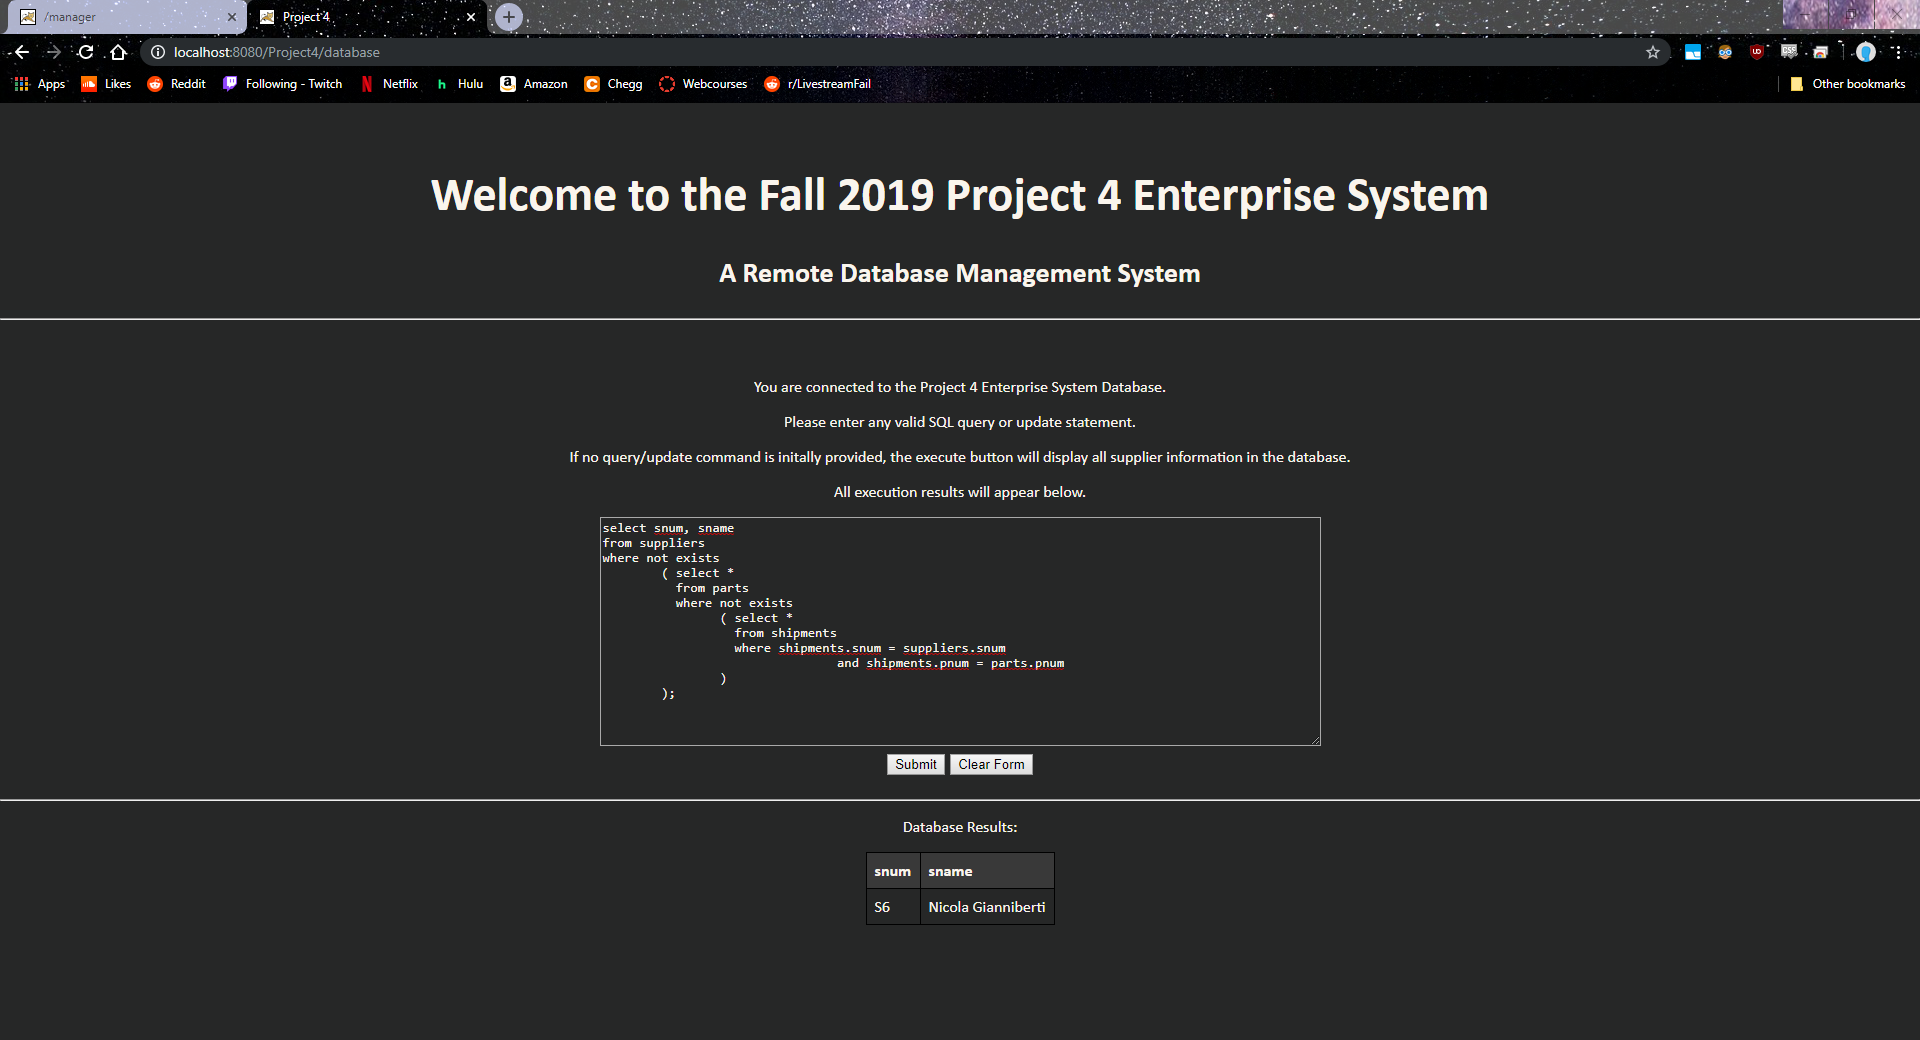 /manager
Project 4
localhost:8080/Project4/database
Apps Likes Reddit Following - Twitch Netflix Hulu Amazon Chegg Webcourses r/LivestreamFail Other bookmarks
Welcome to the Fall 2019 Project 4 Enterprise System
A Remote Database Management System
You are connected to the Project 4 Enterprise System Database.
Please enter any valid SQL query or update statement.
If no query/update command is initally provided, the execute button will display all supplier information in the database.
All execution results will appear below.
select snum, sname
from suppliers
where not exists
( select *
from parts
where not exists
( select *
from shipments
where shipments.snum = suppliers.snum
and shipments.pnum = parts.pnum
)
);
Submit Clear Form
Database Results:
snum sname
S6 Nicola Gianniberti